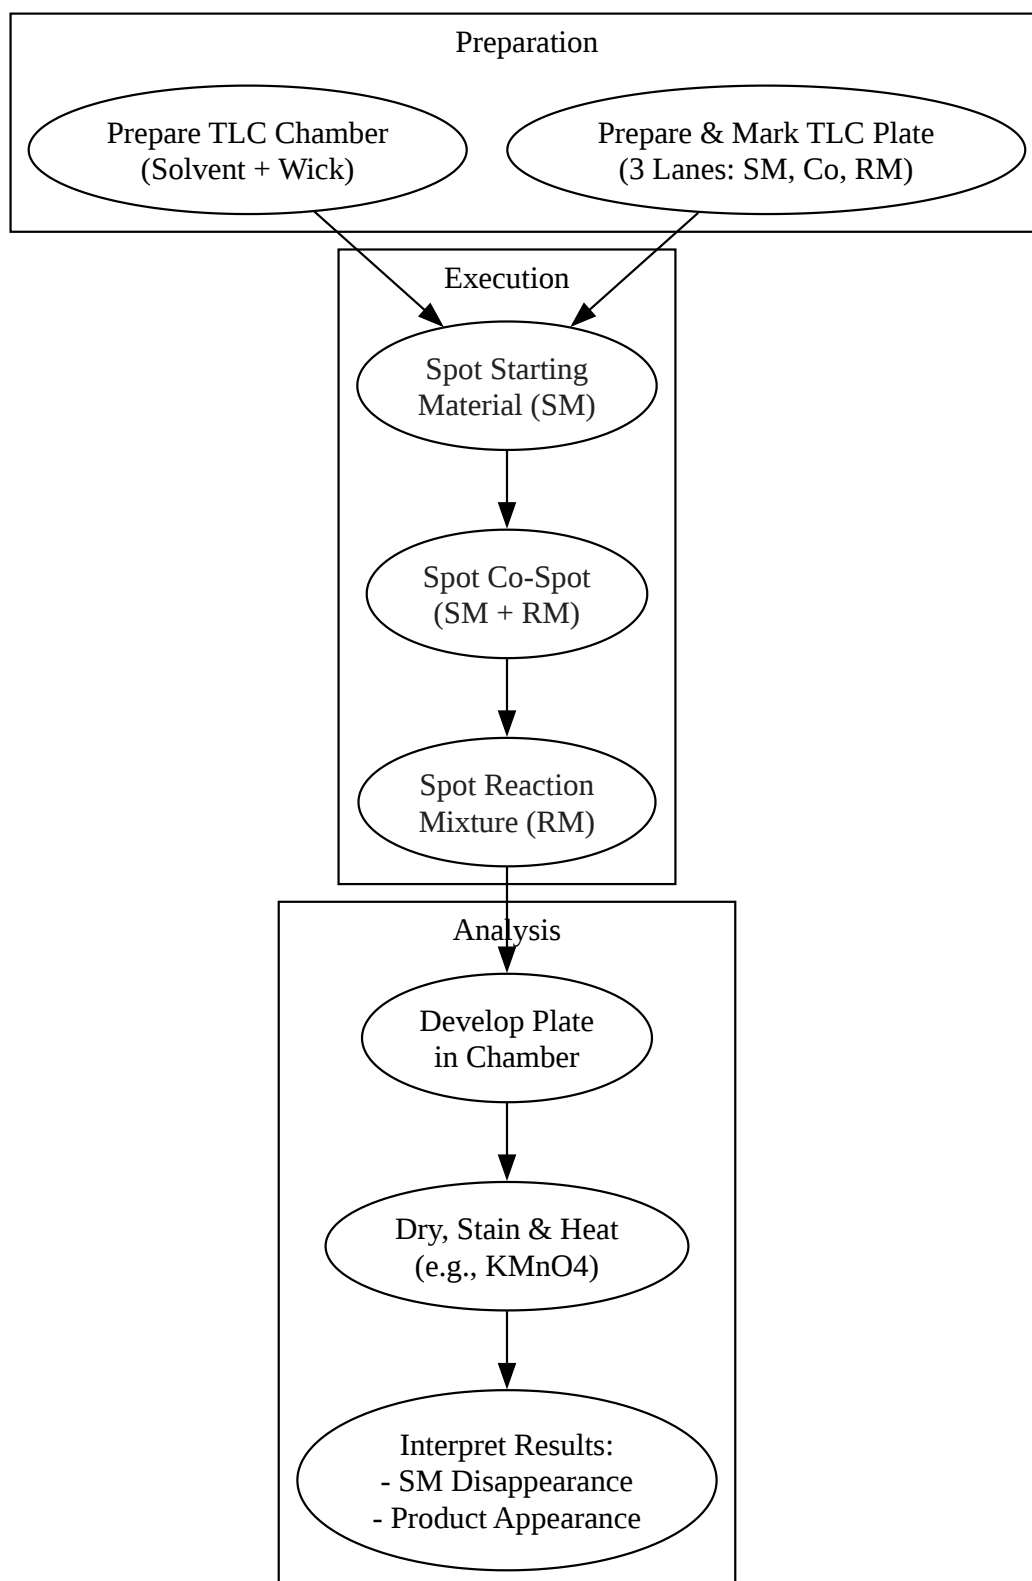 Preparation
Prepare TLC Chamber
(Solvent + Wick)
Prepare & Mark TLC Plate
(3 Lanes: SM, Co, RM)
Execution
Spot Starting
Material (SM)
Spot Co-Spot
(SM + RM)
Spot Reaction
Mixture (RM)
Analysis
Develop Plate
in Chamber
Dry, Stain & Heat
(e.g., KMnO4)
Interpret Results:
- SM Disappearance
- Product Appearance